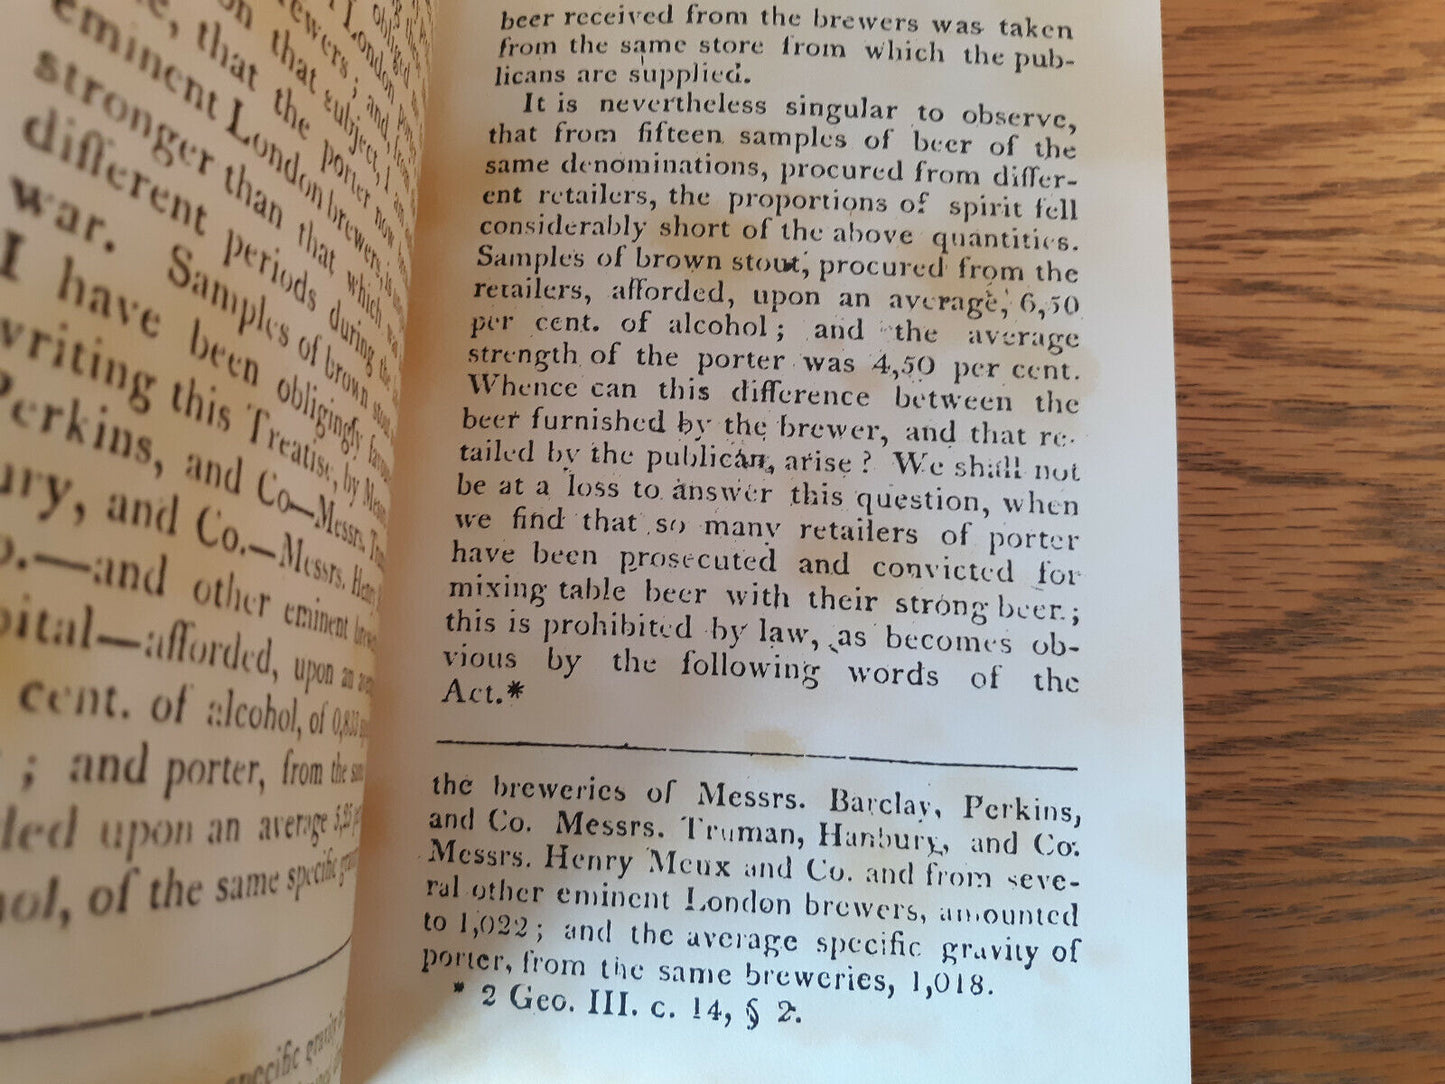 eminent London brewers, is
stronger than that which was
different periods during the
war. Samples of brown stout
I have been obligingly
writing this Treatise, by Messrs
Perkins, and Co—Messrs.
ury, and Co.—Messrs. Henry
o.—and other eminent
pital—afforded, upon an
cent. of alcohol, of 0,833
; and porter, from the same
ded upon an average 5,25
hol, of the same specific
beer received from the brewers was taken
from the same store from which the pub-
licans are supplied.
It is nevertheless singular to observe,
that from fifteen samples of beer of the
same denominations, procured from differ-
ent retailers, the proportions of spirit fell
considerably short of the above quantities.
Samples of brown stout, procured from the
retailers, afforded, upon an average, 6,50
per cent. of alcohol; and the average
strength of the porter was 4,50 per cent.
Whence can this difference between the
beer furnished by the brewer, and that re-
tailed by the publican, arise? We shall not
be at a loss to answer this question, when
we find that so many retailers of porter
have been prosecuted and convicted for
mixing table beer with their strong beer;
this is prohibited by law, as becomes ob-
vious by the following words of the
Act.*
the breweries of Messrs. Barclay, Perkins,
and Co. Messrs. Truman, Hanbury, and Co.
Messrs. Henry Meux and Co. and from seve-
ral other eminent London brewers, amounted
to 1,022; and the average specific gravity of
porter, from the same breweries, 1,018.
* 2 Geo. III. c. 14, § 2.